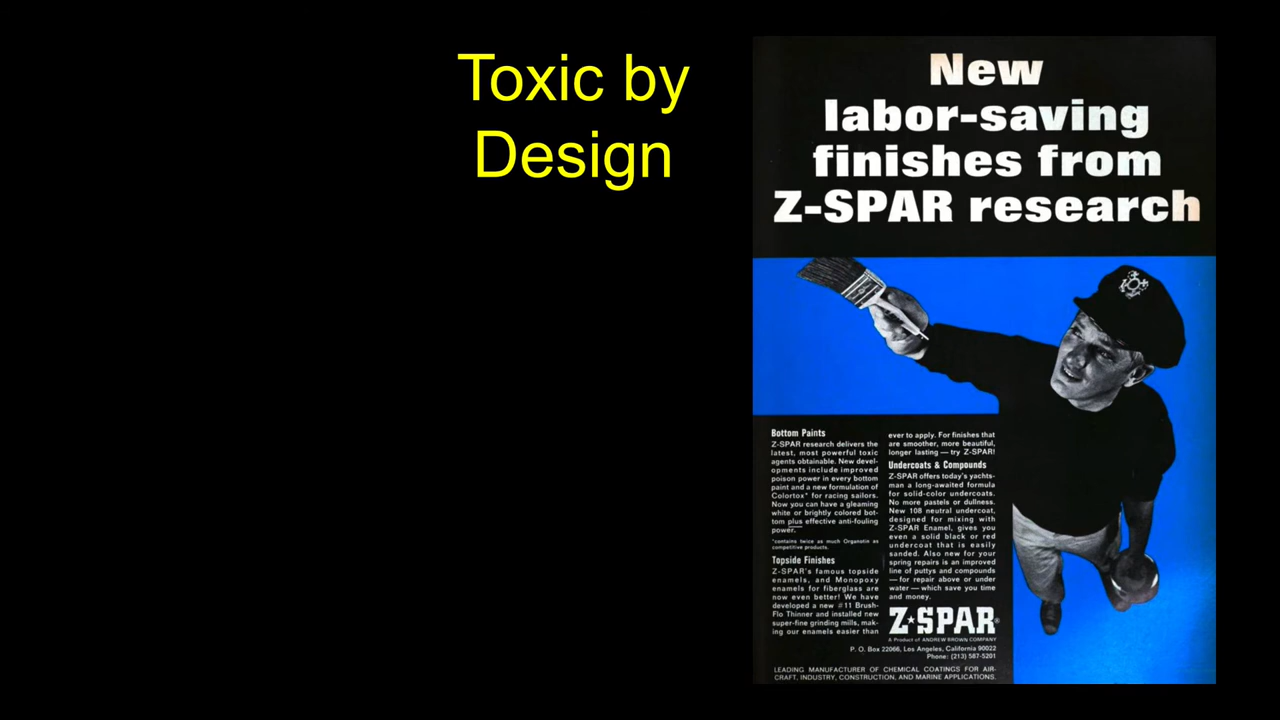 Toxic by
Design
New
labor-saving
finishes from
Z-SPAR research
Bottom Paints
Z-SPAR research delivers the
latest, most powerful toxic
agents obtainable. New devel-
opments include improved
poison power in every bottom
paint and a new formulation of
Colortox* for racing sailors.
Now you can have a gleaming
white or brightly colored bot-
tom plus effective anti-fouling
power.
*contains twice as much Organotin as
competitive products.
Topside Finishes
Z-SPAR's famous topside
enamels, and Monopoxy
enamels for fiberglass are
now even better! We have
developed a new #11 Brush-
Flo Thinner and installed new
super-fine grinding mills, mak-
ing our enamels easier than
ever to apply. For finishes that
are smoother, more beautiful,
longer lasting — try Z-SPAR!
Undercoats & Compounds
Z-SPAR offers today's yachts-
man a long-awaited formula
for solid-color undercoats.
No more pastels or dullness.
New 108 neutral undercoat,
designed for mixing with
Z-SPAR Enamel, gives you
even a solid black or red
undercoat that is easily
sanded. Also new for your
spring repairs is an improved
line of puttys and compounds
— for repair above or under
water — which save you time
and money.
Z★SPAR®
A Product of ANDREW BROWN COMPANY
P. O. Box 22066, Los Angeles, California 90022
Phone: (213) 587-5201
LEADING MANUFACTURER OF CHEMICAL COATINGS FOR AIR-
CRAFT, INDUSTRY, CONSTRUCTION, AND MARINE APPLICATIONS.